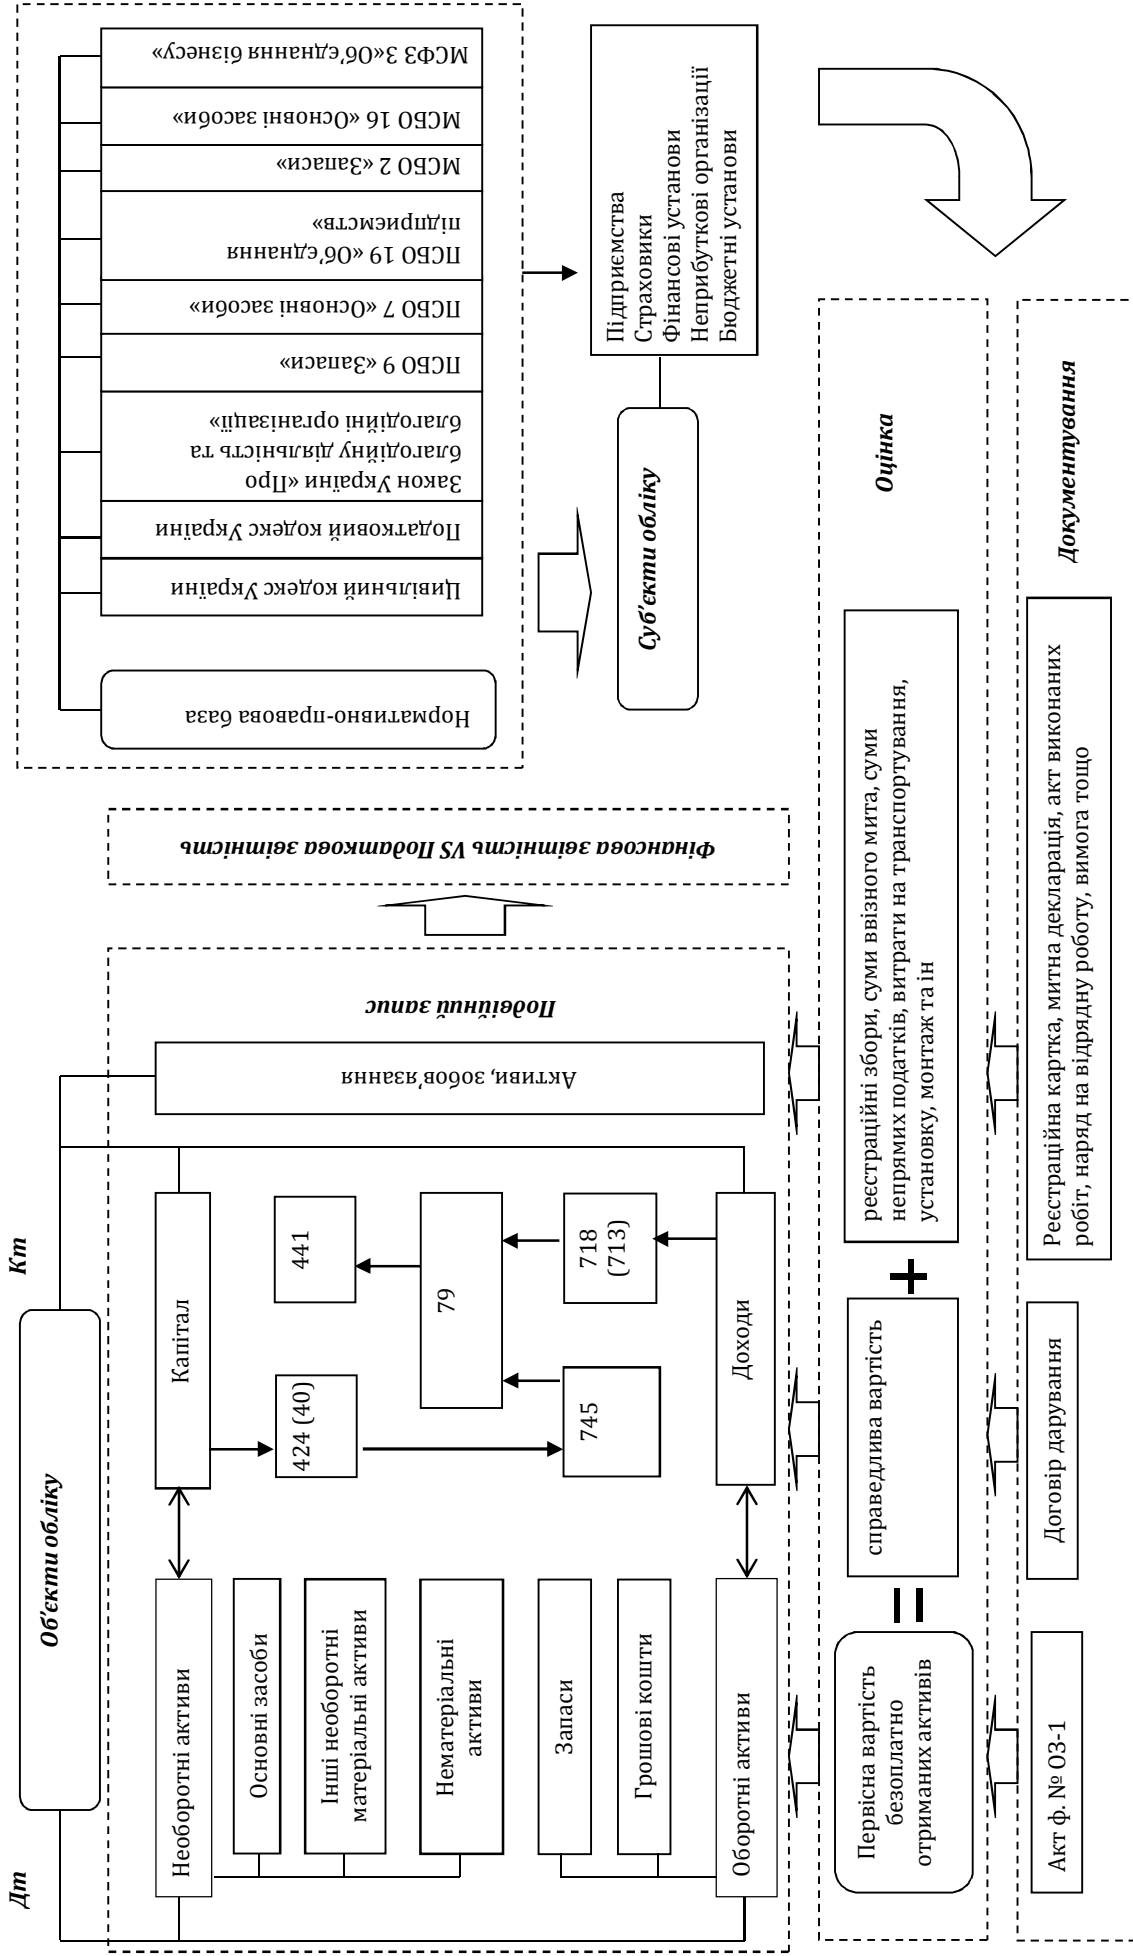 Дт
Кт
Об’єкти обліку
Необоротні активи
Основні засоби
Інші необоротні
матеріальні активи
Нематеріальні
активи
Запаси
Грошові кошти
Оборотні активи
Капітал
424 (40)
441
79
745
718
(713)
Доходи
Активи, зобов’язання
Подвійний запис
Фінансова звітність VS Податкова звітність
Нормативно-правова база
Цивільний кодекс України
Податковий кодекс України
Закон України «Про
благодійну діяльність та
благодійні організації»
ПСБО 9 «Запаси»
ПСБО 7 «Основні засоби»
ПСБО 19 «Об’єднання
підприємств»
МСБО 2 «Запаси»
МСБО 16 «Основні засоби»
МСФЗ 3«Об’єднання бізнесу»
Суб’єкти обліку
Підприємства
Страховики
Фінансові установи
Неприбуткові організації
Бюджетні установи
Первісна вартість
безоплатно
отриманих активів
=
справедлива вартість
+
реєстраційні збори, суми ввізного мита, суми
непрямих податків, витрати на транспортування,
установку, монтаж та ін
Оцінка
Акт ф. № ОЗ-1
Договір дарування
Реєстраційна картка, митна декларація, акт виконаних
робіт, наряд на відрядну роботу, вимога тощо
Документування